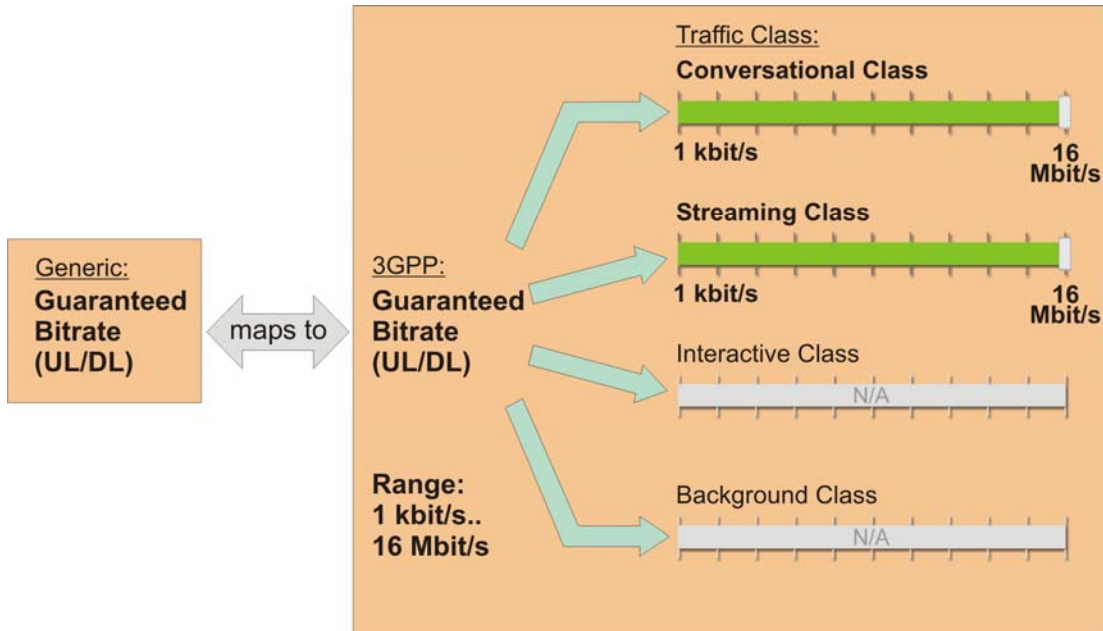 Generic:
Guaranteed
Bitrate
(UL/DL)
maps to
3GPP:
Guaranteed
Bitrate
(UL/DL)
Range:
1 kbit/s..
16 Mbit/s
Traffic Class:
Conversational Class
1 kbit/s
16
Mbit/s
Streaming Class
1 kbit/s
16
Mbit/s
Interactive Class
N/A
Background Class
N/A